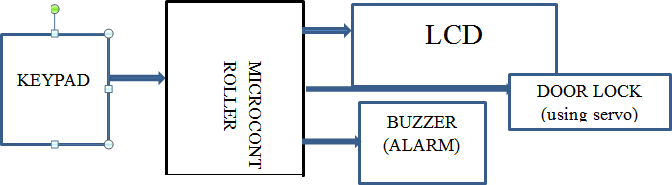 KEYPAD
MICROCONT
ROLLER
LCD
DOOR LOCK
(using servo)
BUZZER
(ALARM)